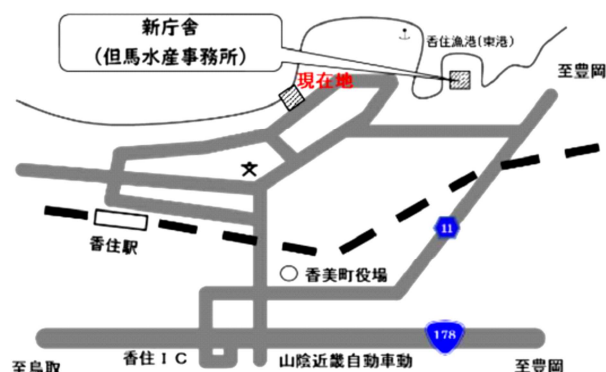 新庁舎
(但馬水産事務所)
香住漁港(東港)
現在地
至豊岡
11
香住駅
香美町役場
178
至鳥取
香住IC
山陰近畿自動車動
至豊岡